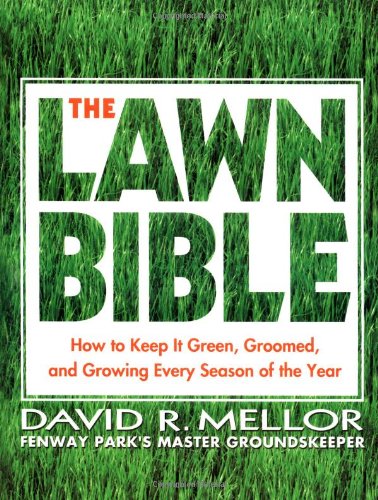 THE
LAWN
BIBLE
How to Keep It Green, Groomed,
and Growing Every Season of the Year
DAVID R. MELLOR
FENWAY PARK'S MASTER GROUNDSKEEPER